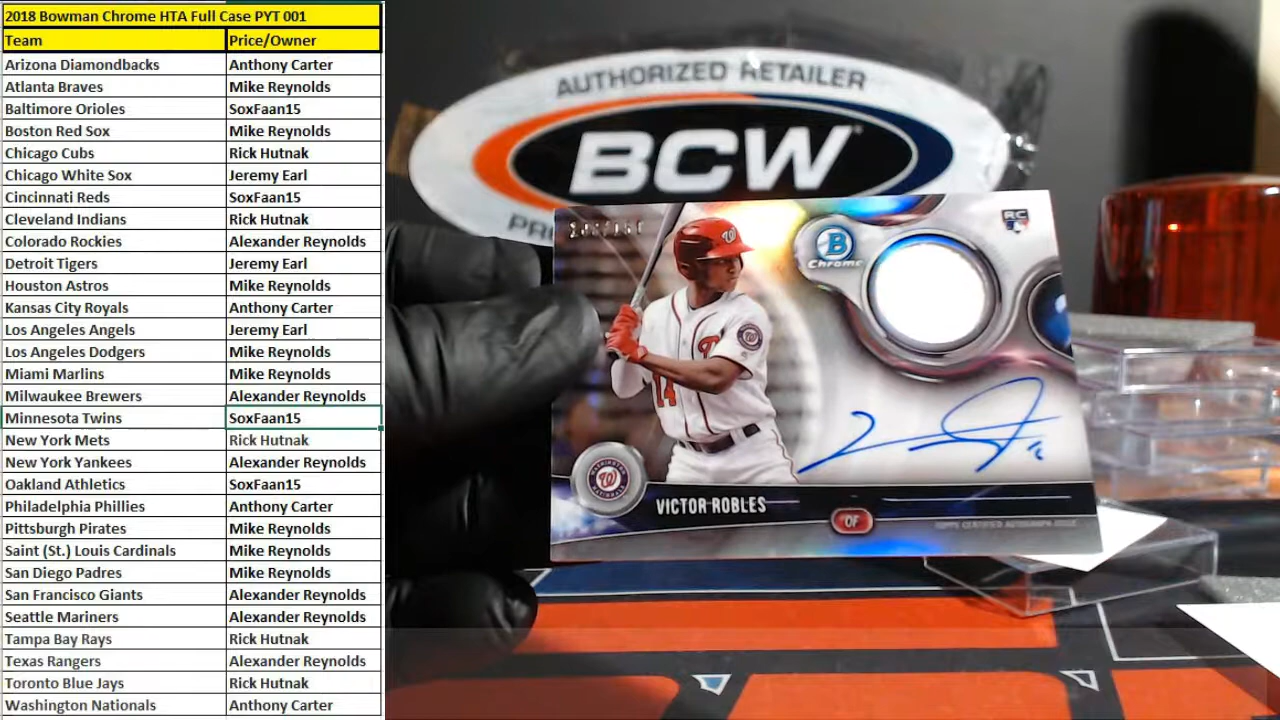 2018 Bowman Chrome HTA Full Case PYT 001
Team Price/Owner
Arizona Diamondbacks Anthony Carter
Atlanta Braves Mike Reynolds
Baltimore Orioles SoxFaan15
Boston Red Sox Mike Reynolds
Chicago Cubs Rick Hutnak
Chicago White Sox Jeremy Earl
Cincinnati Reds SoxFaan15
Cleveland Indians Rick Hutnak
Colorado Rockies Alexander Reynolds
Detroit Tigers Jeremy Earl
Houston Astros Mike Reynolds
Kansas City Royals Anthony Carter
Los Angeles Angels Jeremy Earl
Los Angeles Dodgers Mike Reynolds
Miami Marlins Mike Reynolds
Milwaukee Brewers Alexander Reynolds
Minnesota Twins SoxFaan15
New York Mets Rick Hutnak
New York Yankees Alexander Reynolds
Oakland Athletics SoxFaan15
Philadelphia Phillies Anthony Carter
Pittsburgh Pirates Mike Reynolds
Saint (St.) Louis Cardinals Mike Reynolds
San Diego Padres Mike Reynolds
San Francisco Giants Alexander Reynolds
Seattle Mariners Alexander Reynolds
Tampa Bay Rays Rick Hutnak
Texas Rangers Alexander Reynolds
Toronto Blue Jays Rick Hutnak
Washington Nationals Anthony Carter
AUTHORIZED RETAILER
BCW
RC
B
Chrome
14
VICTOR ROBLES
OF
TOPPS CERTIFIED AUTOGRAPH ISSUE